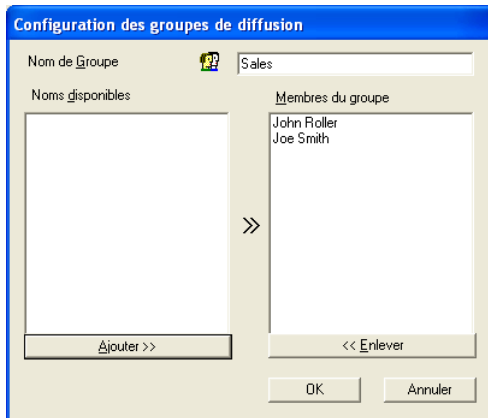 Configuration des groupes de diffusion
Nom de Groupe
Sales
Noms disponibles
Membres du groupe
John Roller
Joe Smith
Ajouter >>
<< Enlever
OK
Annuler